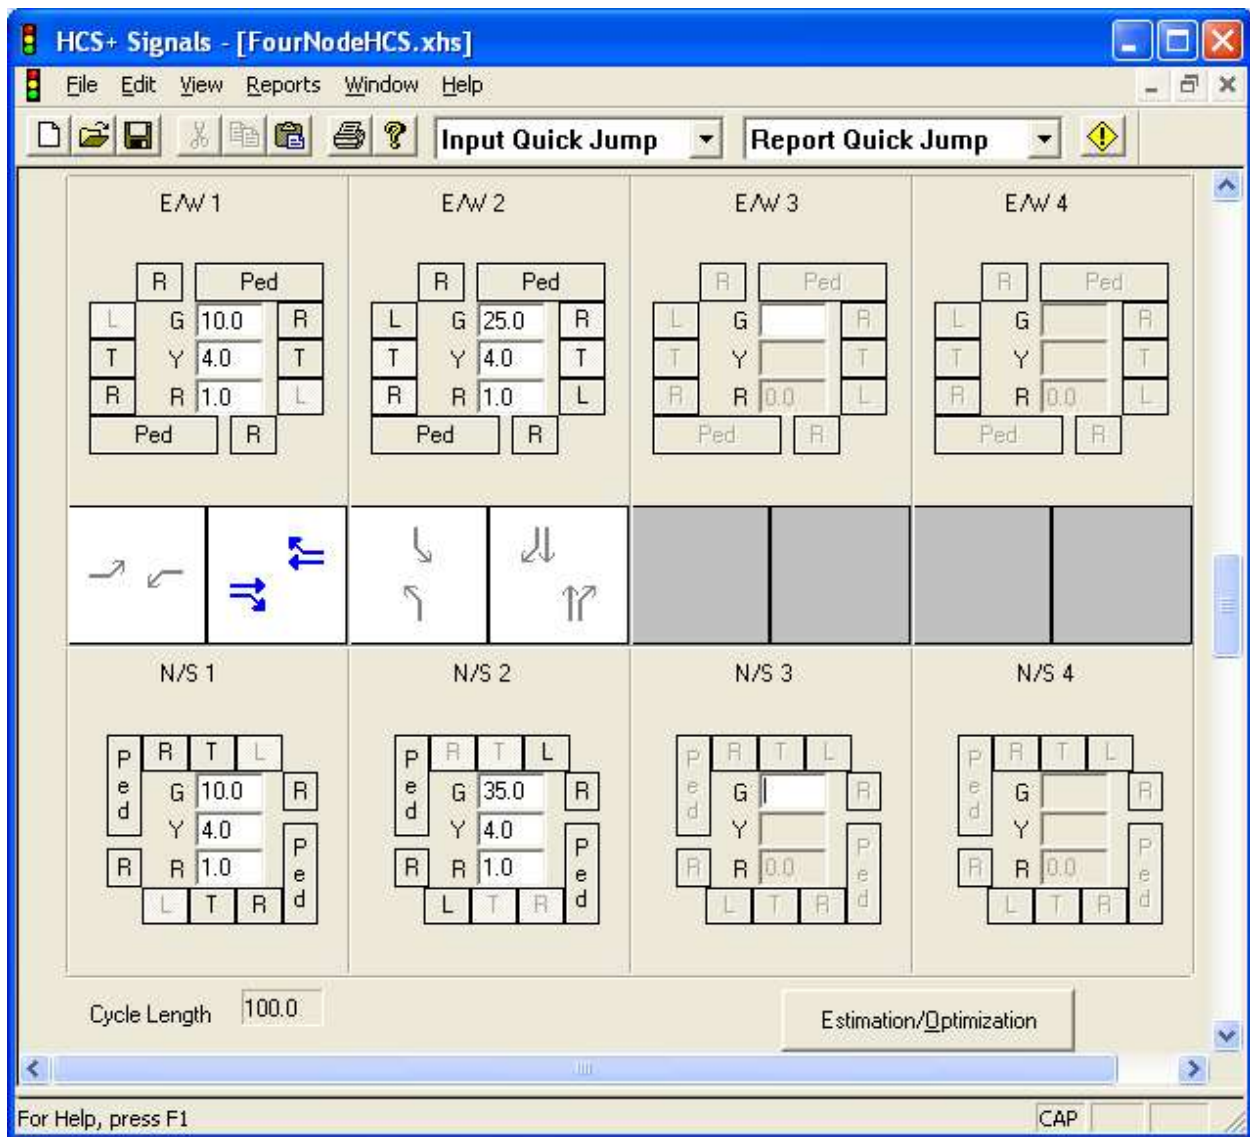 HCS+ Signals - [FourNodeHCS.xhs]
File Edit View Reports Window Help
Input Quick Jump Report Quick Jump
E/W 1 E/W 2 E/W 3 E/W 4
R Ped R Ped R Ped R Ped
L G 10.0 R L G 25.0 R L G R L G R
T Y 4.0 T T Y 4.0 T T Y T T Y T
R R 1.0 L R R 1.0 L R R 0.0 L R R 0.0 L
Ped R Ped R Ped R Ped R
N/S 1 N/S 2 N/S 3 N/S 4
Ped R T L Ped R T L Ped R T L Ped R T L
G 10.0 R G 35.0 R G R G R
Y 4.0 Y 4.0 Y Y
R R 1.0 Ped R R 1.0 Ped R R 0.0 Ped R R 0.0 Ped
L T R L T R L T R L T R
Cycle Length 100.0 Estimation/Optimization
For Help, press F1 CAP